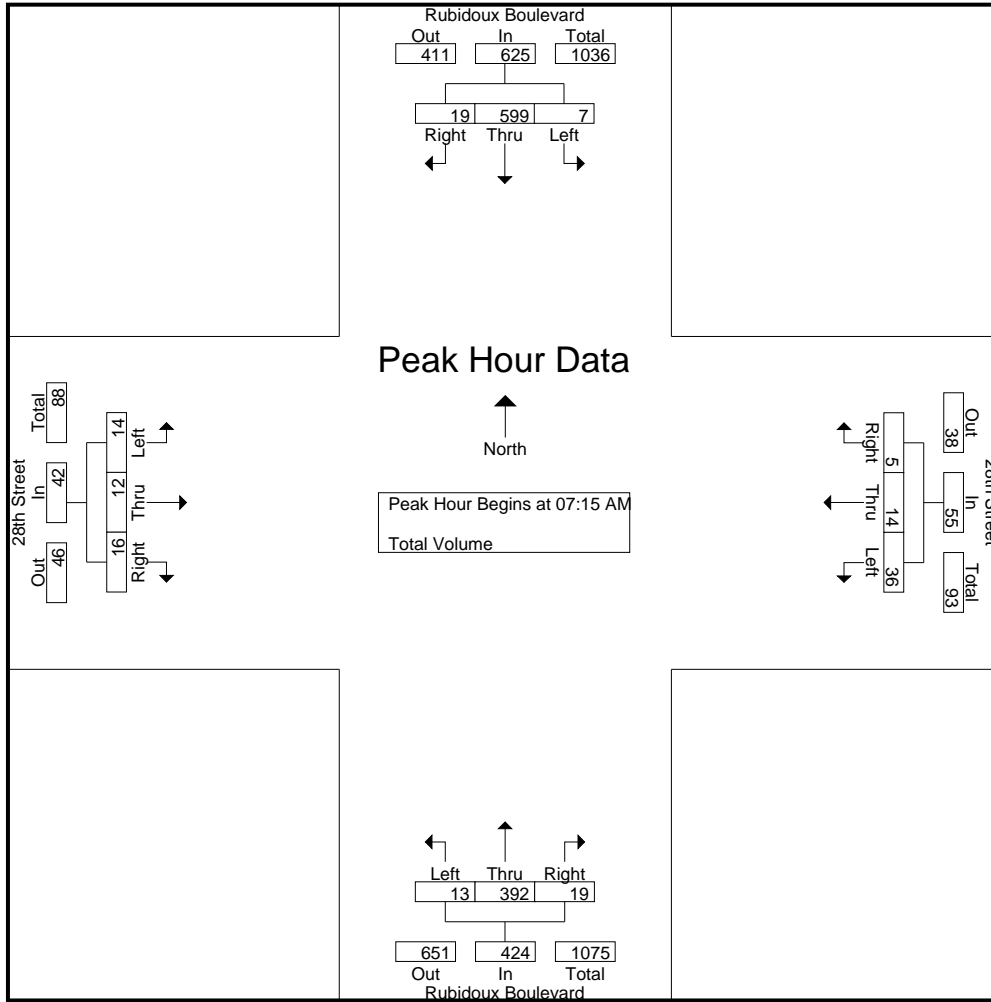 Rubidoux Boulevard
Out In Total
411 625 1036
19 599 7
Right Thru Left
Peak Hour Data
North
Peak Hour Begins at 07:15 AM
Total Volume
28th Street
Total In Out
88 42 46
14 12 16
Left Thru Right
28th Street
Out In Total
38 55 93
5 14 36
Right Thru Left
Left Thru Right
13 392 19
651 424 1075
Out In Total
Rubidoux Boulevard